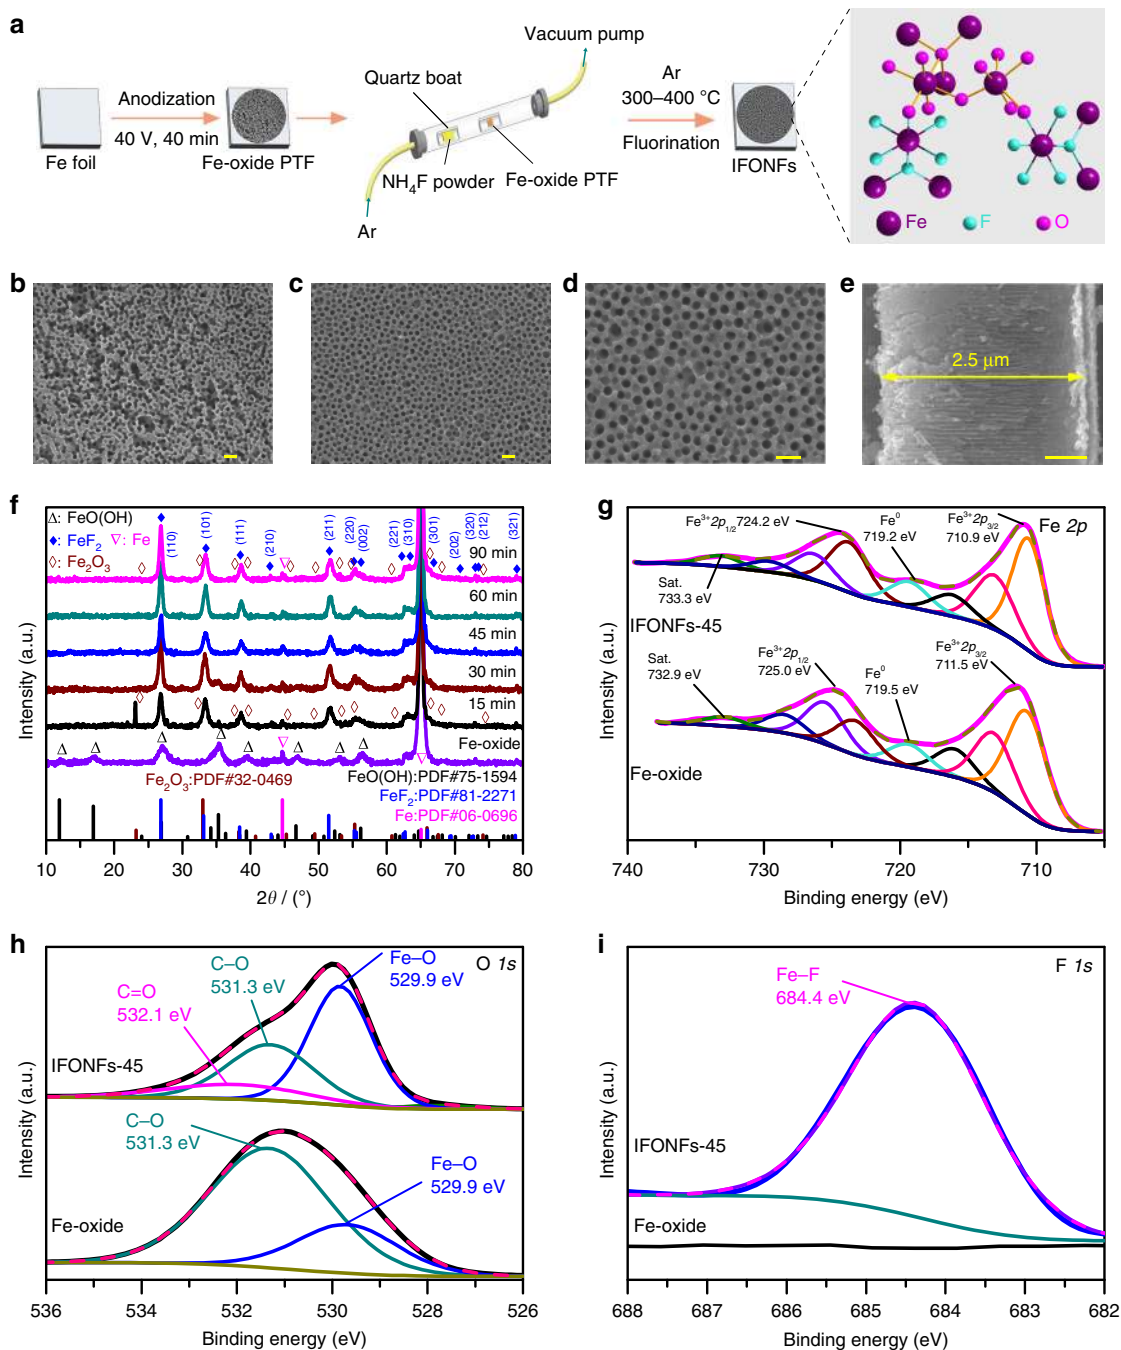 a
Vacuum pump
Quartz boat
Anodization
40 V, 40 min
Ar
300–400 °C
Fluorination
Fe foil
Fe-oxide PTF
NH₄F powder
Fe-oxide PTF
IFONFs
Ar
Fe
F
O
b
c
d
e
2.5 μm
f
Δ: FeO(OH)
◆: FeF₂ ▽: Fe
◇: Fe₂O₃
(110)
(101)
(111)
(210)
(211)
(220)
(002)
(221)
(310)
(301)
(202)
(320)
(212)
(321)
90 min
60 min
45 min
30 min
15 min
Fe-oxide
Fe₂O₃:PDF#32-0469
FeO(OH):PDF#75-1594
FeF₂:PDF#81-2271
Fe:PDF#06-0696
Intensity (a.u.)
10 20 30 40 50 60 70 80
2θ / (°)
g
Fe 2p
Fe³⁺2p₁/₂ 724.2 eV
Fe⁰
719.2 eV
Fe³⁺2p₃/₂
710.9 eV
Sat.
733.3 eV
IFONFs-45
Sat.
732.9 eV
Fe³⁺2p₁/₂
725.0 eV
Fe⁰
719.5 eV
Fe³⁺2p₃/₂
711.5 eV
Fe-oxide
Intensity (a.u.)
740 730 720 710
Binding energy (eV)
h
O 1s
C–O
531.3 eV
Fe–O
529.9 eV
C=O
532.1 eV
IFONFs-45
C–O
531.3 eV
Fe–O
529.9 eV
Fe-oxide
Intensity (a.u.)
536 534 532 530 528 526
Binding energy (eV)
i
F 1s
Fe–F
684.4 eV
IFONFs-45
Fe-oxide
Intensity (a.u.)
688 687 686 685 684 683 682
Binding energy (eV)